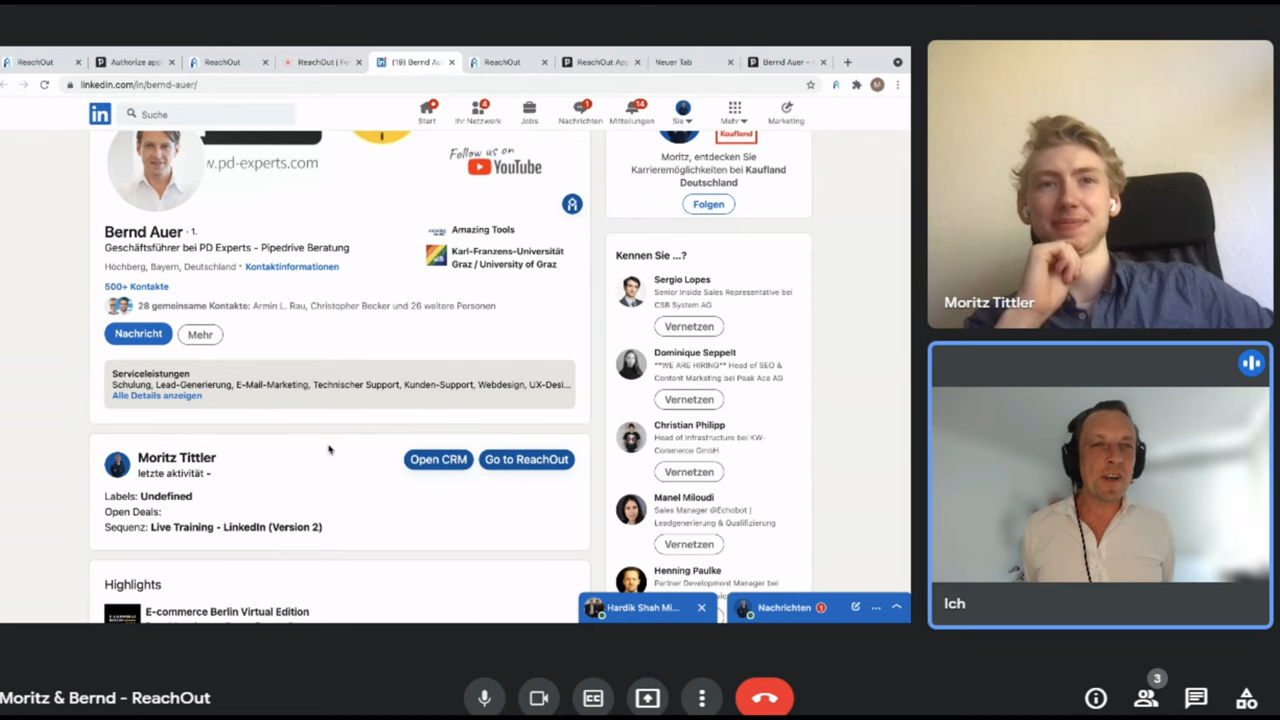 ReachOut
Authorize app
ReachOut
ReachOut | Fe
(19) Bernd Au
ReachOut
ReachOut App
Neuer Tab
Bernd Auer -
linkedin.com/in/bernd-auer/
M
in
Suche
Start
Ihr Netzwerk
Jobs
Nachrichten
Mitteilungen
Sie
Mehr
Marketing
4
1
14
w.pd-experts.com
Follow us on
YouTube
Bernd Auer · 1.
Geschäftsführer bei PD Experts - Pipedrive Beratung
Höchberg, Bayern, Deutschland · Kontaktinformationen
500+ Kontakte
28 gemeinsame Kontakte: Armin L. Rau, Christopher Becker und 26 weitere Personen
Nachricht
Mehr
Amazing Tools
Karl-Franzens-Universität
Graz / University of Graz
Serviceleistungen
Schulung, Lead-Generierung, E-Mail-Marketing, Technischer Support, Kunden-Support, Webdesign, UX-Desi...
Alle Details anzeigen
Moritz Tittler
letzte aktivität -
Open CRM
Go to ReachOut
Labels: Undefined
Open Deals:
Sequenz: Live Training - LinkedIn (Version 2)
Highlights
E-commerce Berlin Virtual Edition
Kaufland
Moritz, entdecken Sie
Karrieremöglichkeiten bei Kaufland
Deutschland
Folgen
Kennen Sie ...?
Sergio Lopes
Senior Inside Sales Representative bei
CSB System AG
Vernetzen
Dominique Seppelt
**WE ARE HIRING** Head of SEO &
Content Marketing bei Peak Ace AG
Vernetzen
Christian Philipp
Head of Infrastructure bei KW-
Commerce GmbH
Vernetzen
Manel Miloudi
Sales Manager @Echobot |
Leadgenerierung & Qualifizierung
Vernetzen
Henning Paulke
Partner Development Manager bei
Hardik Shah Mi...
Nachrichten 1
Moritz Tittler
Ich
Moritz & Bernd - ReachOut
3